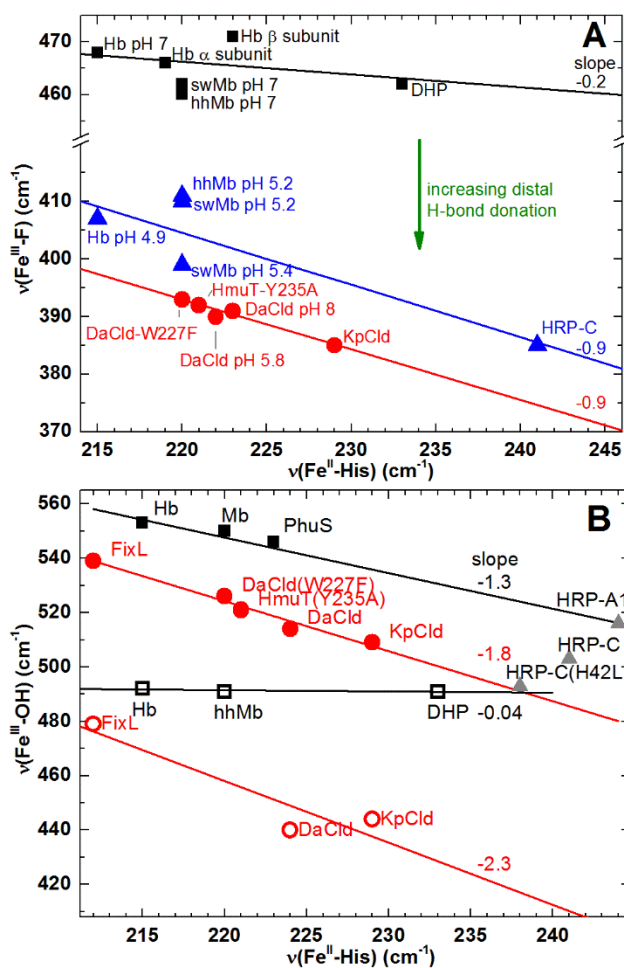 A
470
460
410
400
390
380
370
ν(Fe^III-F) (cm^-1)
Hb pH 7
Hb α subunit
Hb β subunit
swMb pH 7
hhMb pH 7
DHP
slope
-0.2
increasing distal
H-bond donation
hhMb pH 5.2
swMb pH 5.2
Hb pH 4.9
swMb pH 5.4
HmuT-Y235A
DaCld pH 8
DaCld-W227F
DaCld pH 5.8
KpCld
HRP-C
-0.9
-0.9
215 220 225 230 235 240 245
ν(Fe^II-His) (cm^-1)
B
560
540
520
500
480
460
440
420
ν(Fe^III-OH) (cm^-1)
Hb
Mb
PhuS
slope
-1.3
FixL
DaCld(W227F)
HmuT(Y235A)
DaCld
KpCld
-1.8
HRP-A1
HRP-C
HRP-C(H42L
Hb
hhMb
DHP
-0.04
FixL
DaCld
KpCld
-2.3
215 220 225 230 235 240
ν(Fe^II-His) (cm^-1)